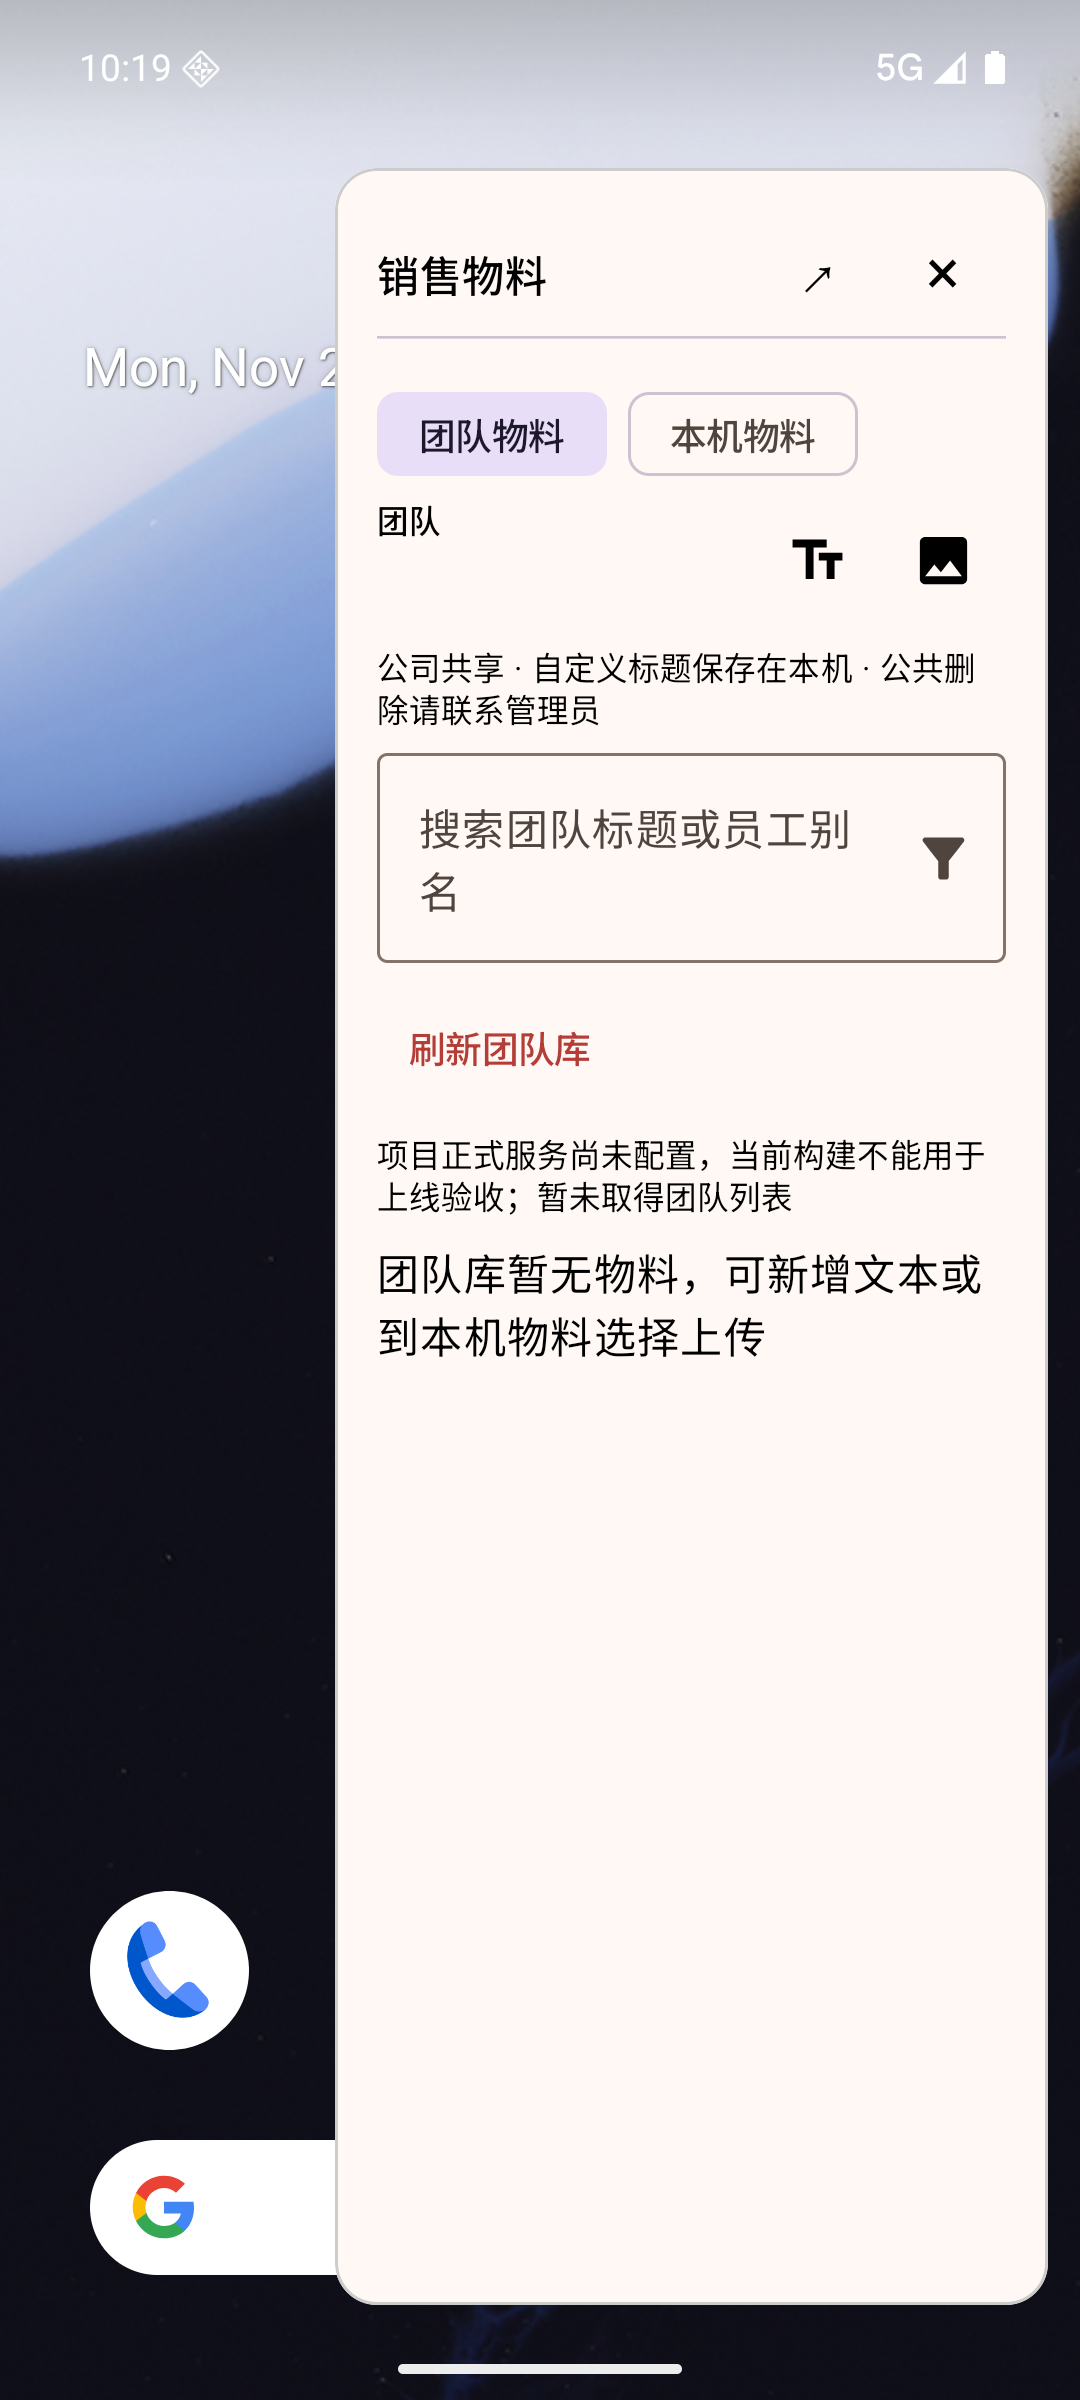 10:19
5G
Mon, Nov 2
销售物料
团队物料
本机物料
团队
公司共享 · 自定义标题保存在本机 · 公共删
除请联系管理员
搜索团队标题或员工别
名
刷新团队库
项目正式服务尚未配置，当前构建不能用于
上线验收；暂未取得团队列表
团队库暂无物料，可新增文本或
到本机物料选择上传